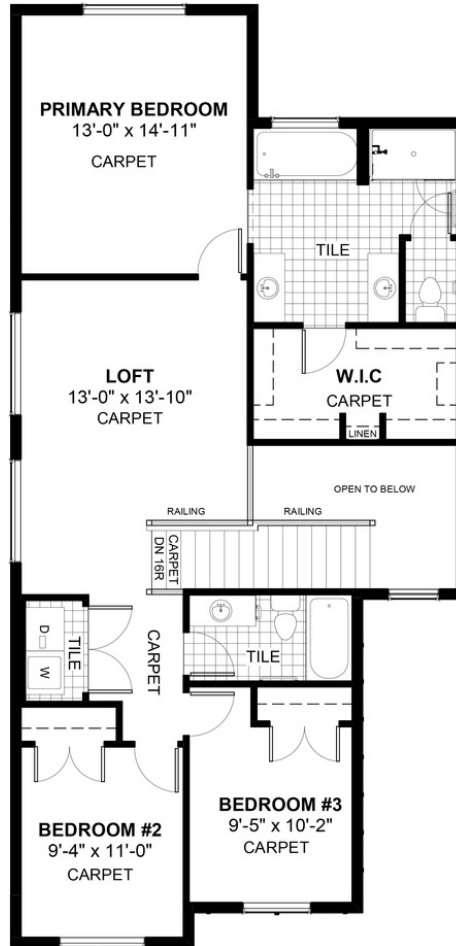 PRIMARY BEDROOM
13'-0" x 14'-11"
CARPET
TILE
LOFT
13'-0" x 13'-10"
CARPET
W.I.C
CARPET
LINEN
OPEN TO BELOW
RAILING
RAILING
CARPET
DN 16R
D
W
TILE
CARPET
TILE
BEDROOM #2
9'-4" x 11'-0"
CARPET
BEDROOM #3
9'-5" x 10'-2"
CARPET